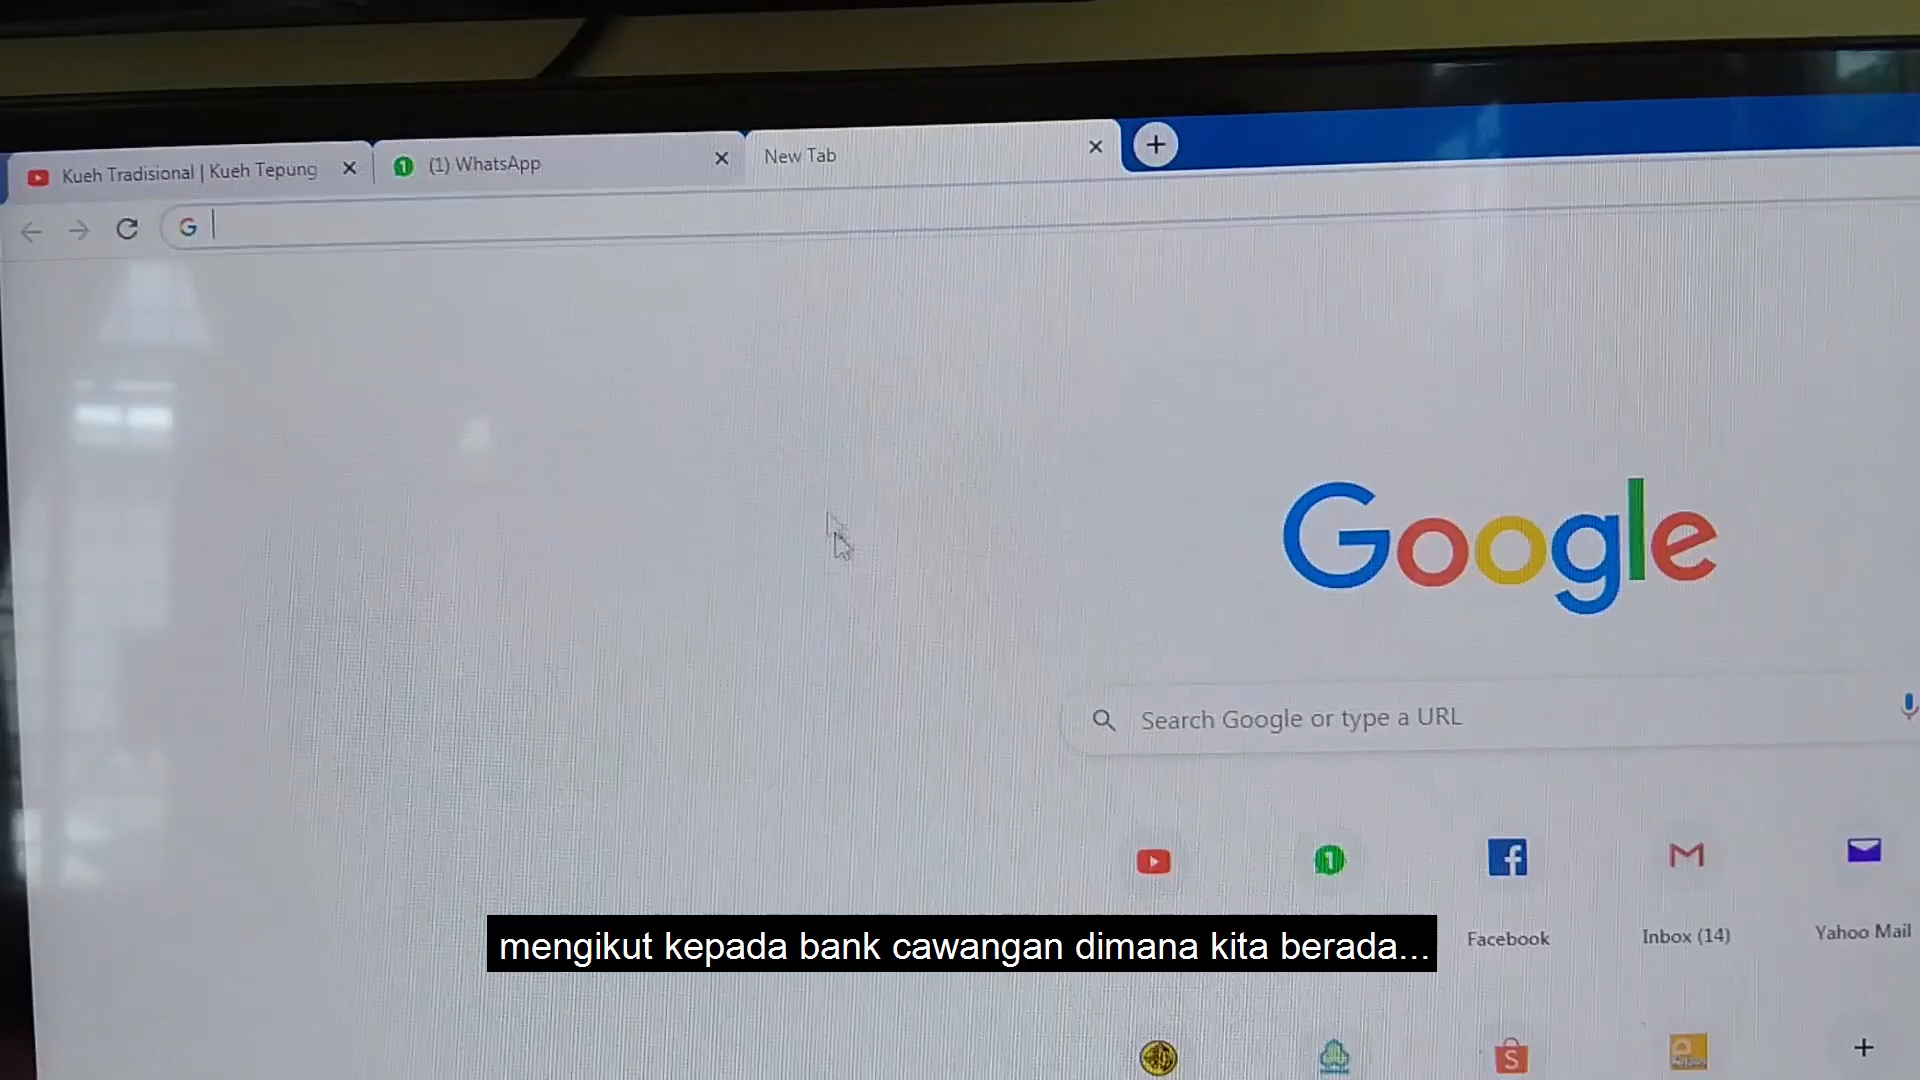 Kueh Tradisional | Kueh Tepung
(1) WhatsApp
New Tab
Google
Search Google or type a URL
Facebook
Inbox (14)
Yahoo Mail
mengikut kepada bank cawangan dimana kita berada...